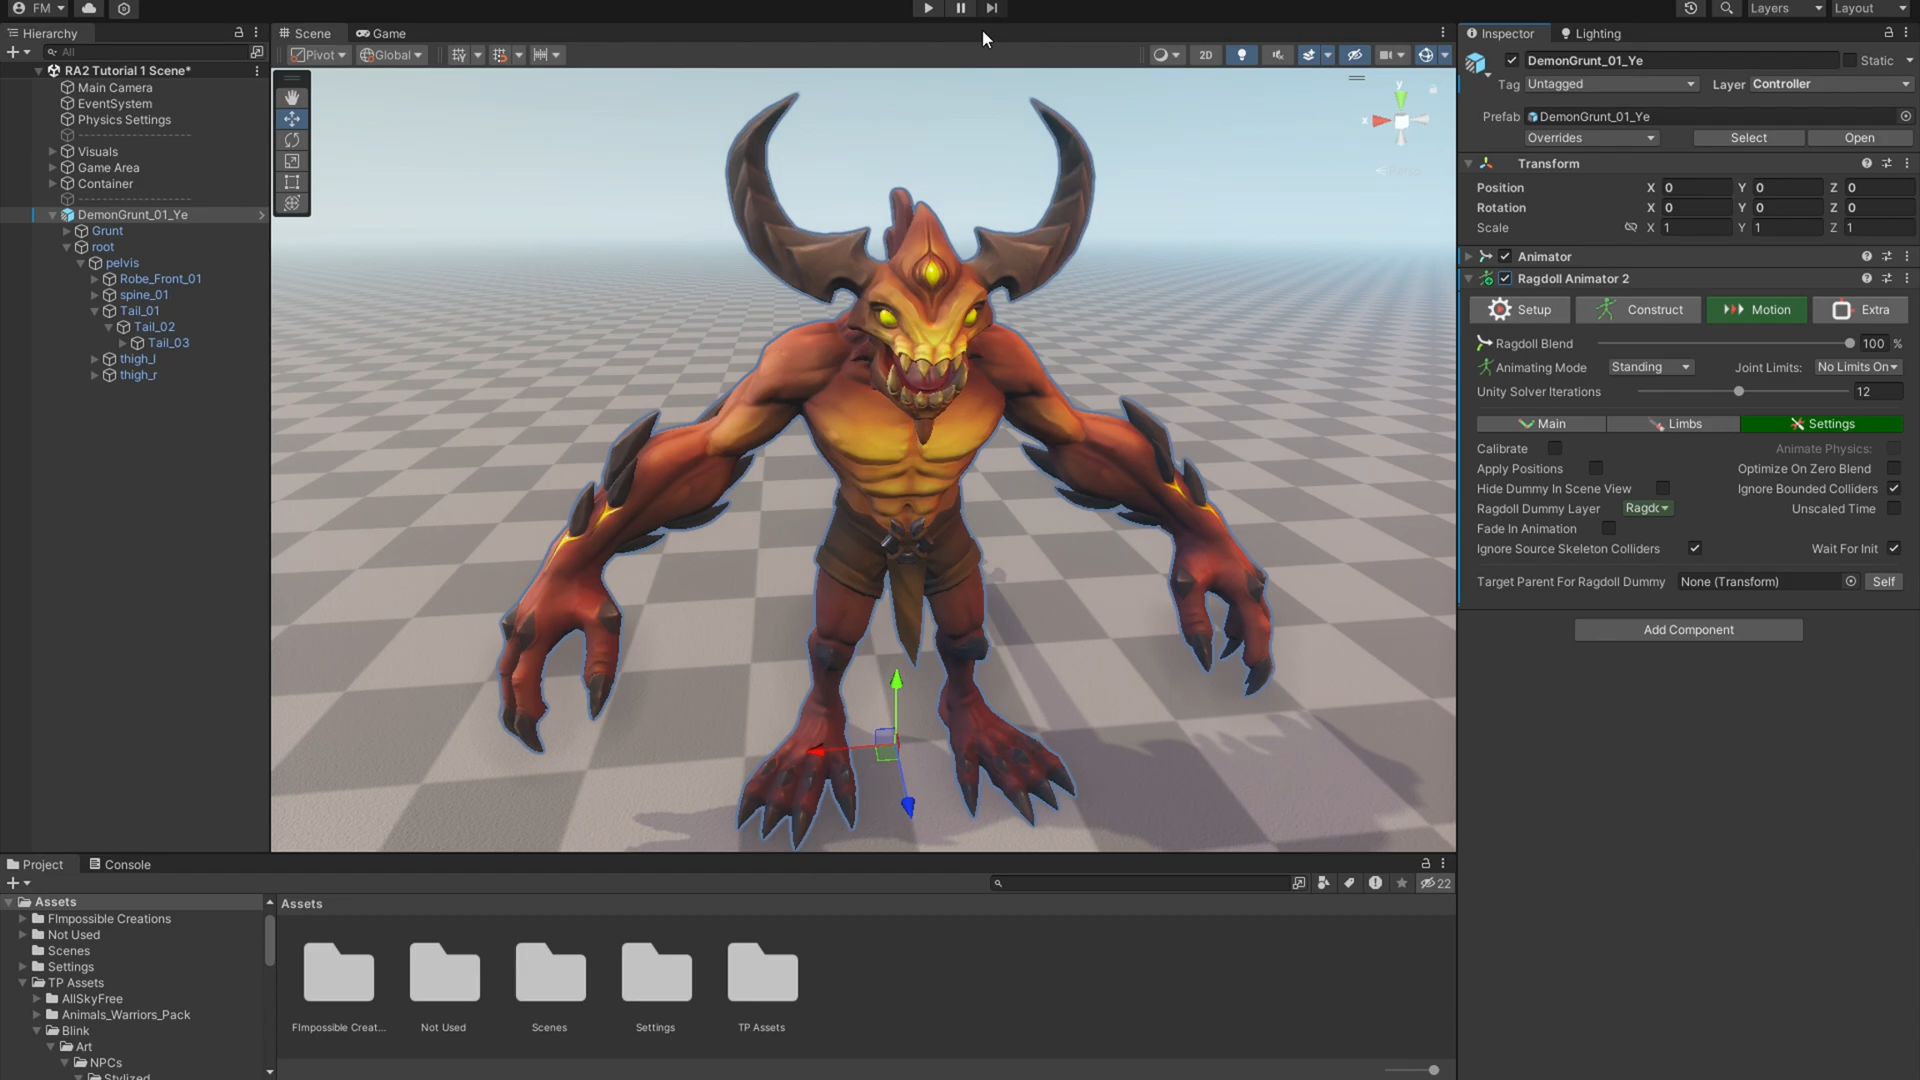 FM
Layers
Layout
Hierarchy
Scene
Game
Inspector
Lighting
All
Pivot
Global
2D
DemonGrunt_01_Ye
Static
Tag Untagged
Layer Controller
Prefab DemonGrunt_01_Ye
Overrides
Select
Open
RA2 Tutorial 1 Scene*
Main Camera
EventSystem
Physics Settings
--------------------
Visuals
Game Area
Container
--------------------
DemonGrunt_01_Ye
Grunt
root
pelvis
Robe_Front_01
spine_01
Tail_01
Tail_02
Tail_03
thigh_l
thigh_r
y
x
Persp
Transform
Position X 0 Y 0 Z 0
Rotation X 0 Y 0 Z 0
Scale X 1 Y 1 Z 1
Animator
Ragdoll Animator 2
Setup
Construct
Motion
Extra
Ragdoll Blend 100 %
Animating Mode Standing Joint Limits: No Limits On
Unity Solver Iterations 12
Main
Limbs
Settings
Calibrate Animate Physics:
Apply Positions Optimize On Zero Blend
Hide Dummy In Scene View Ignore Bounded Colliders
Ragdoll Dummy Layer Ragdo Unscaled Time
Fade In Animation
Ignore Source Skeleton Colliders Wait For Init
Target Parent For Ragdoll Dummy None (Transform) Self
Add Component
Project
Console
22
Assets
FImpossible Creations
Not Used
Scenes
Settings
TP Assets
AllSkyFree
Animals_Warriors_Pack
Blink
Art
NPCs
Stylized
Assets
FImpossible Creat...
Not Used
Scenes
Settings
TP Assets